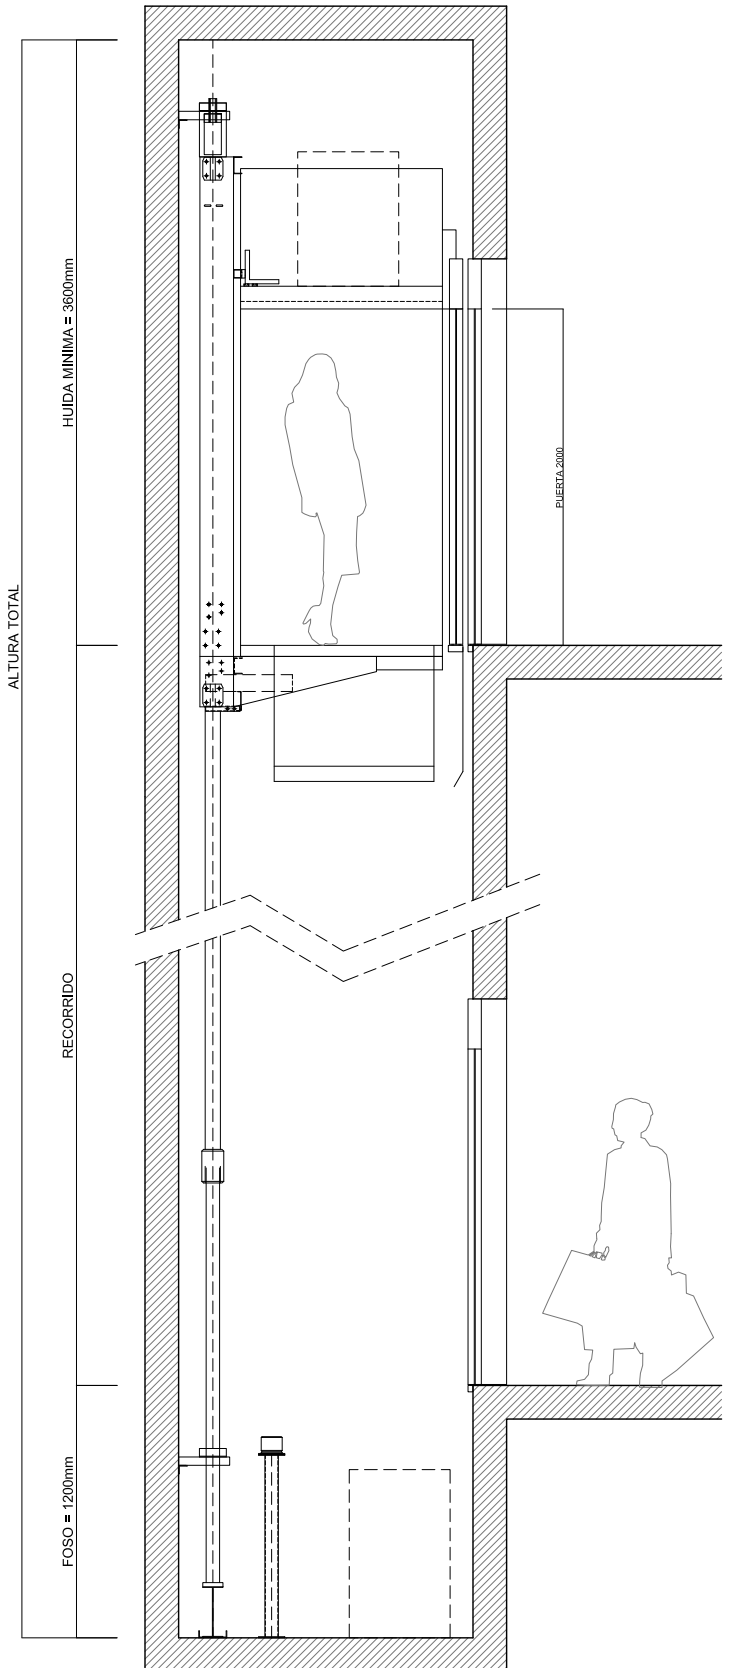 HUIDA MINIMA = 3600mm
PUERTA 2000
ALTURA TOTAL
RECORRIDO
FOSO = 1200mm